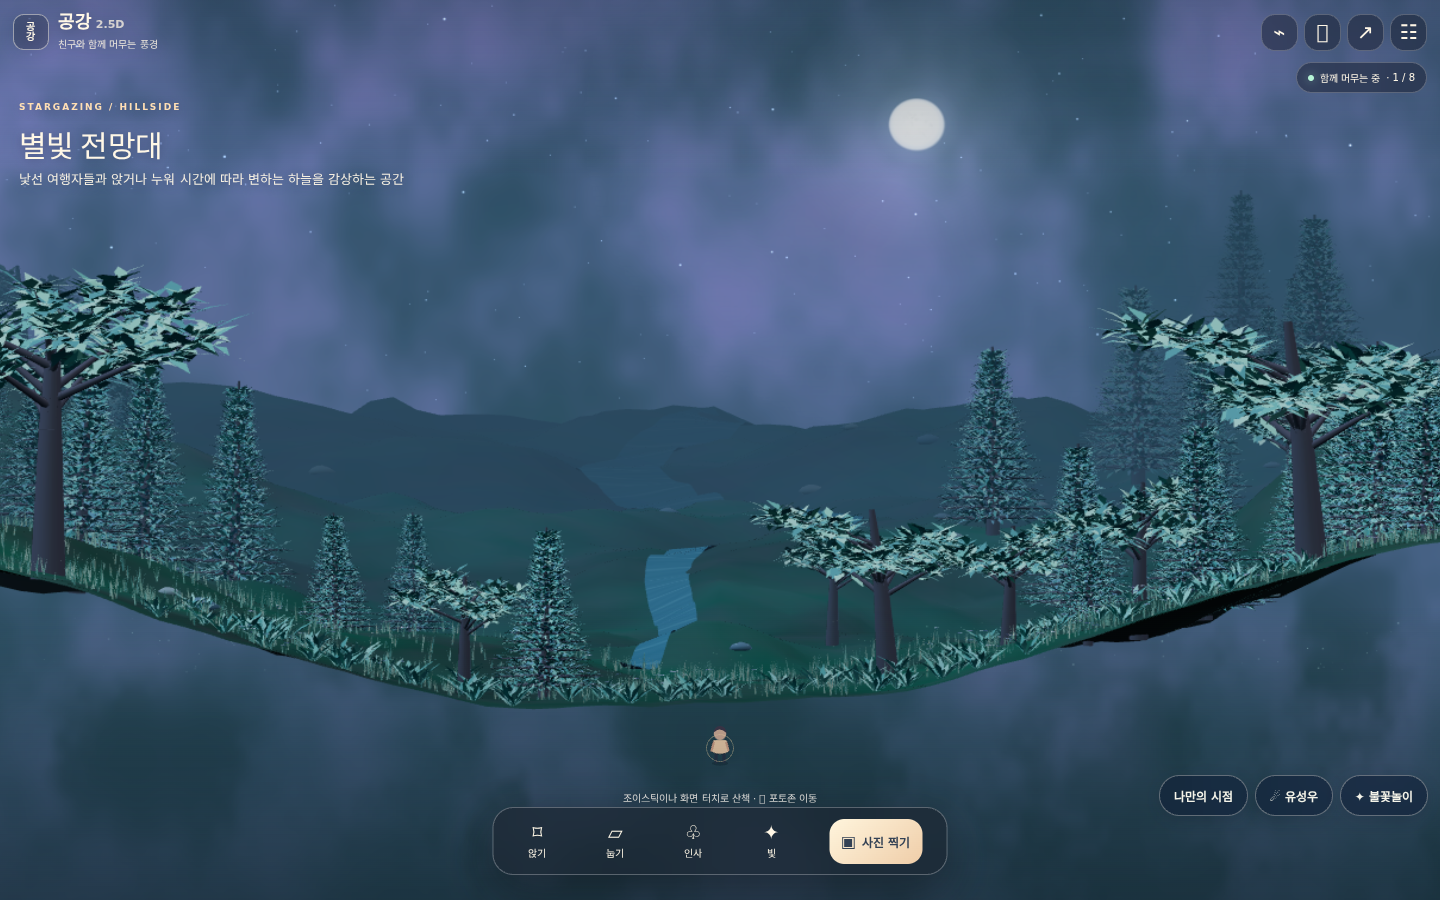 공강
공강 2.5D
친구와 함께 머무는 풍경
함께 머무는 중 · 1 / 8
STARGAZING / HILLSIDE
별빛 전망대
낯선 여행자들과 앉거나 누워 시간에 따라 변하는 하늘을 감상하는 공간
나만의 시점
유성우
불꽃놀이
조이스틱이나 화면 터치로 산책 · 포토존 이동
앉기
눕기
인사
빛
사진 찍기